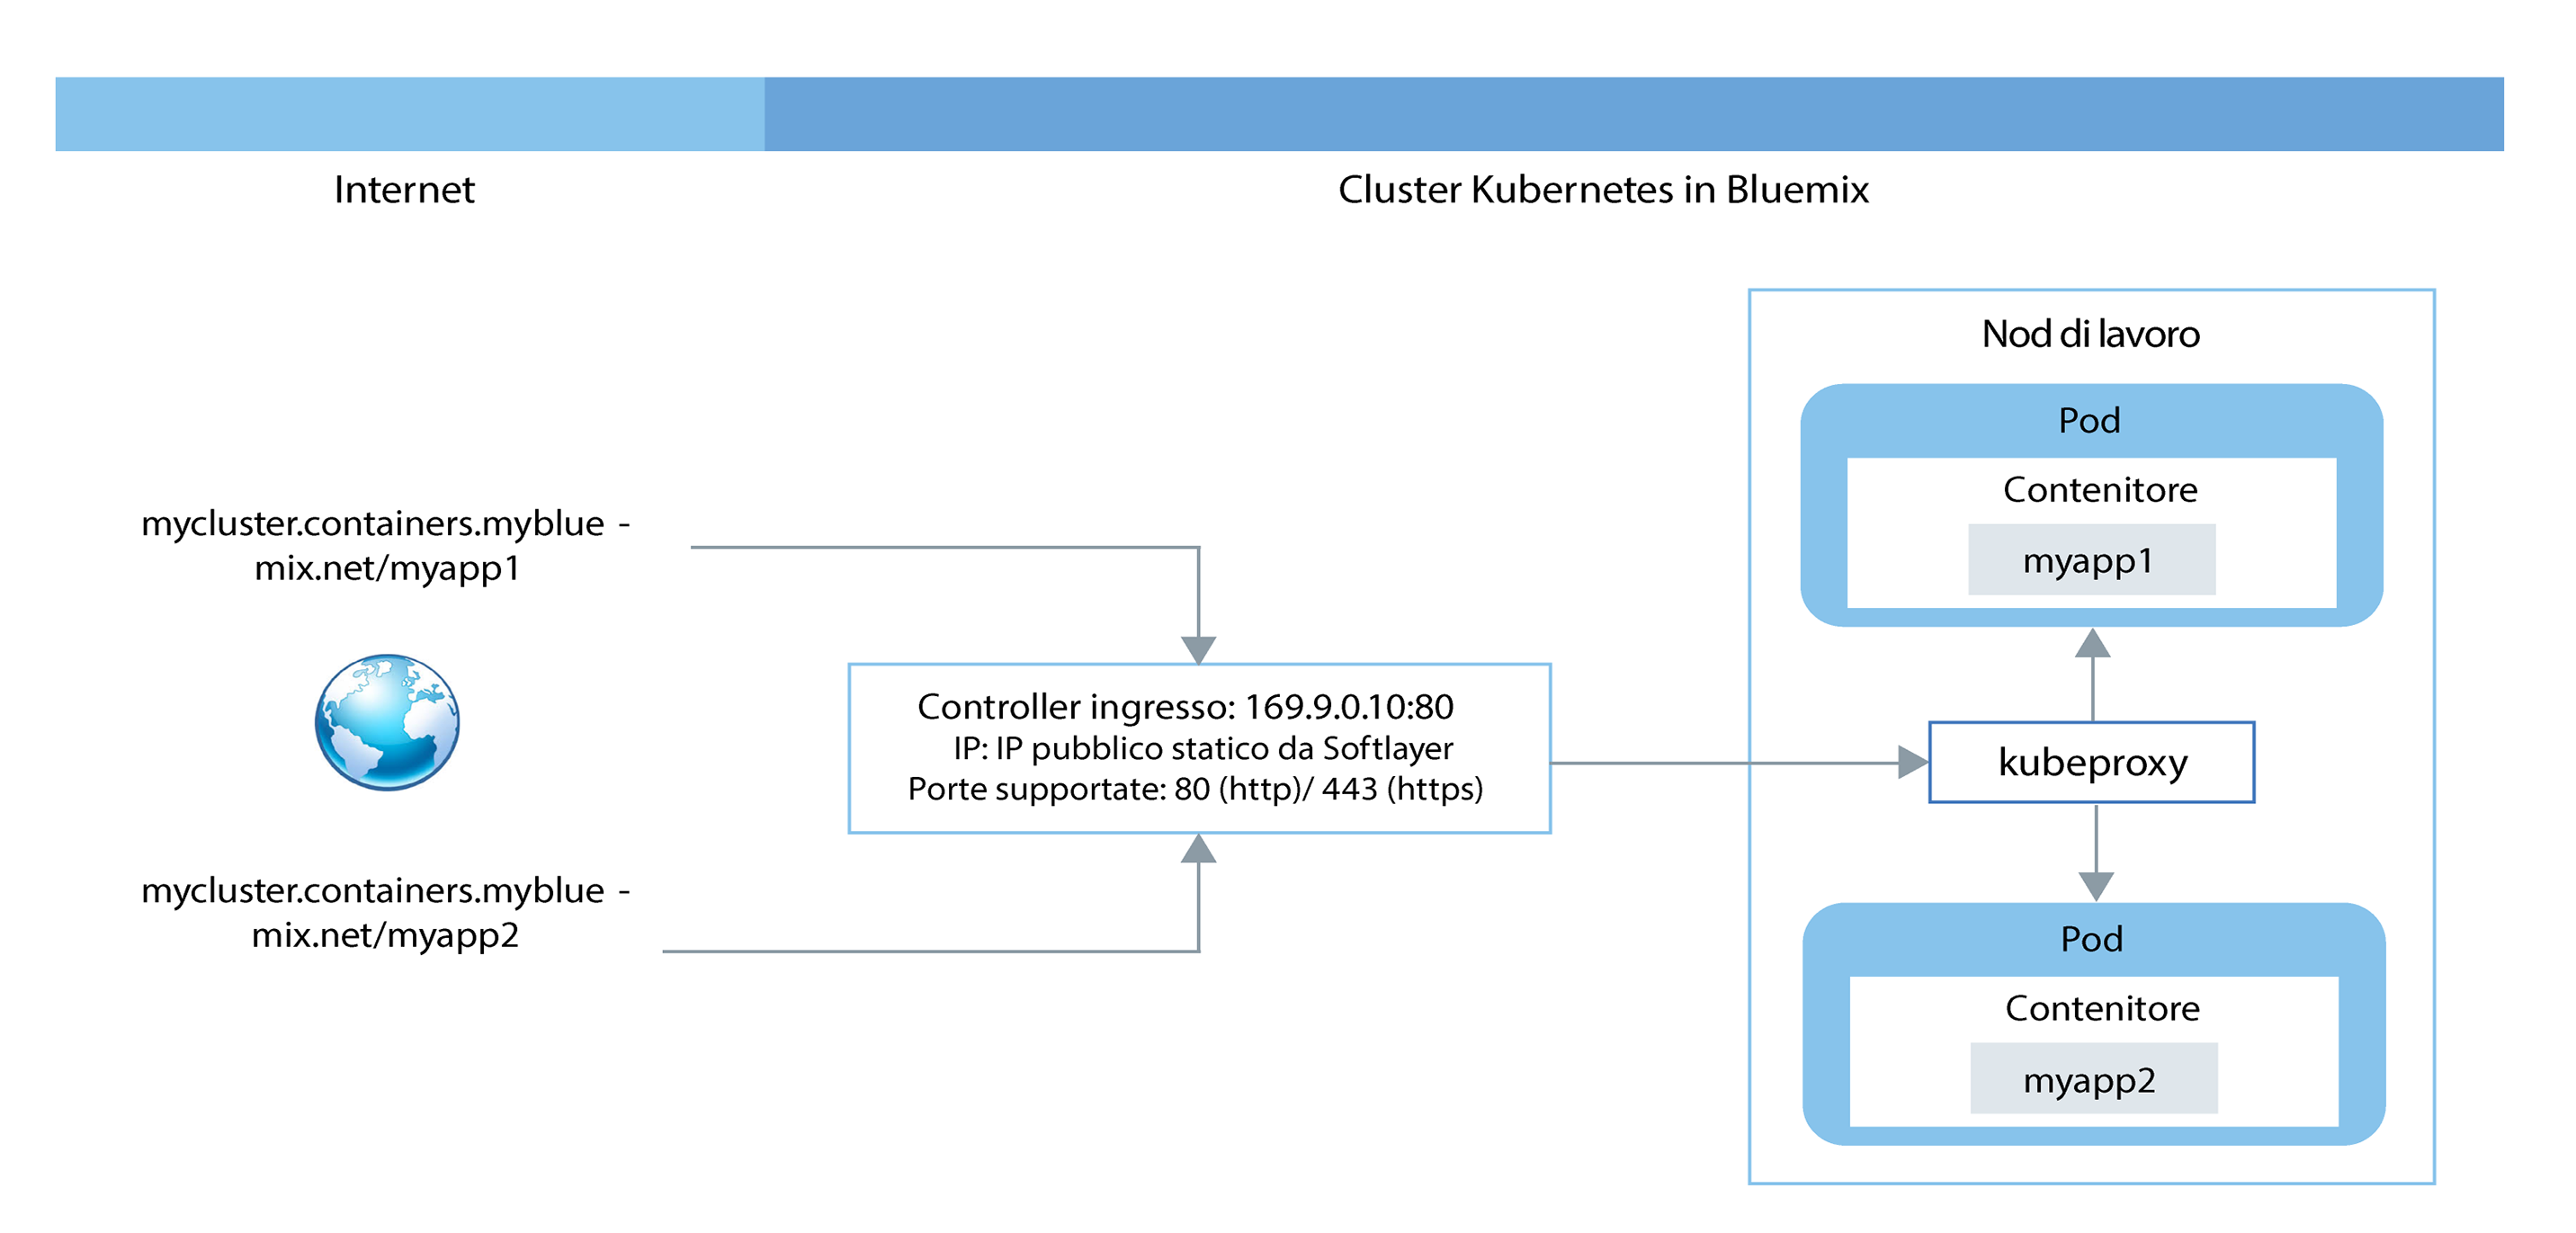 Internet
Cluster Kubernetes in Bluemix
mycluster.containers.myblue -
mix.net/myapp1
mycluster.containers.myblue -
mix.net/myapp2
Controller ingresso: 169.9.0.10:80
IP: IP pubblico statico da Softlayer
Porte supportate: 80 (http)/ 443 (https)
Nod di lavoro
Pod
Contenitore
myapp1
kubeproxy
Pod
Contenitore
myapp2